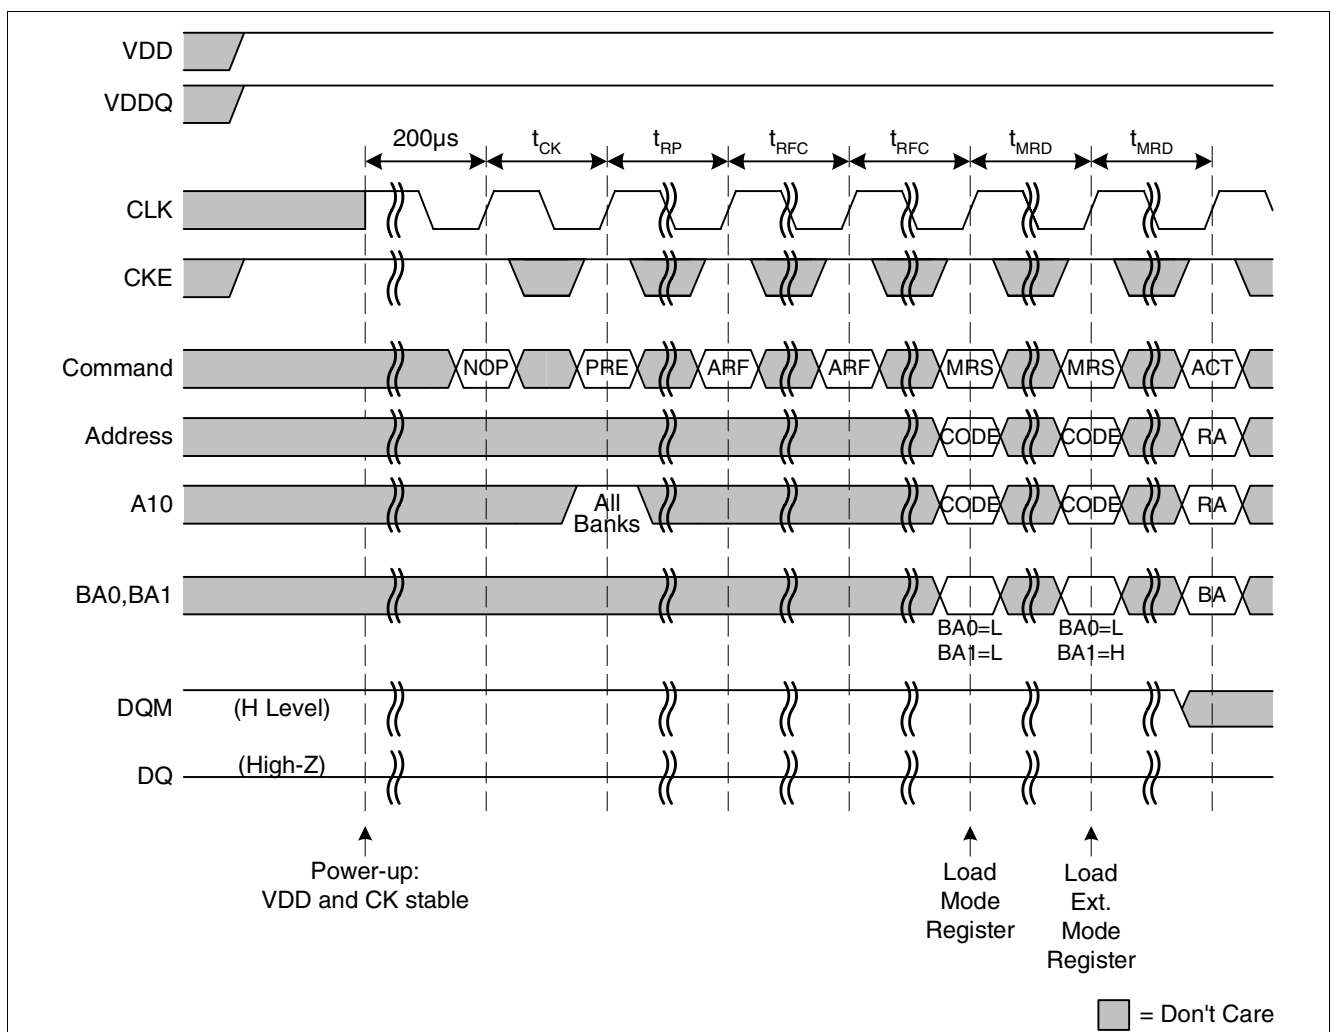 VDD
VDDQ
200µs tCK tRP tRFC tRFC tMRD tMRD
CLK
CKE
Command NOP PRE ARF ARF MRS MRS ACT
Address CODE CODE RA
A10 All Banks CODE CODE RA
BA0,BA1 BA
BA0=L BA0=L
BA1=L BA1=H
DQM (H Level)
DQ (High-Z)
Power-up:
VDD and CK stable
Load
Mode
Register
Load
Ext.
Mode
Register
= Don't Care